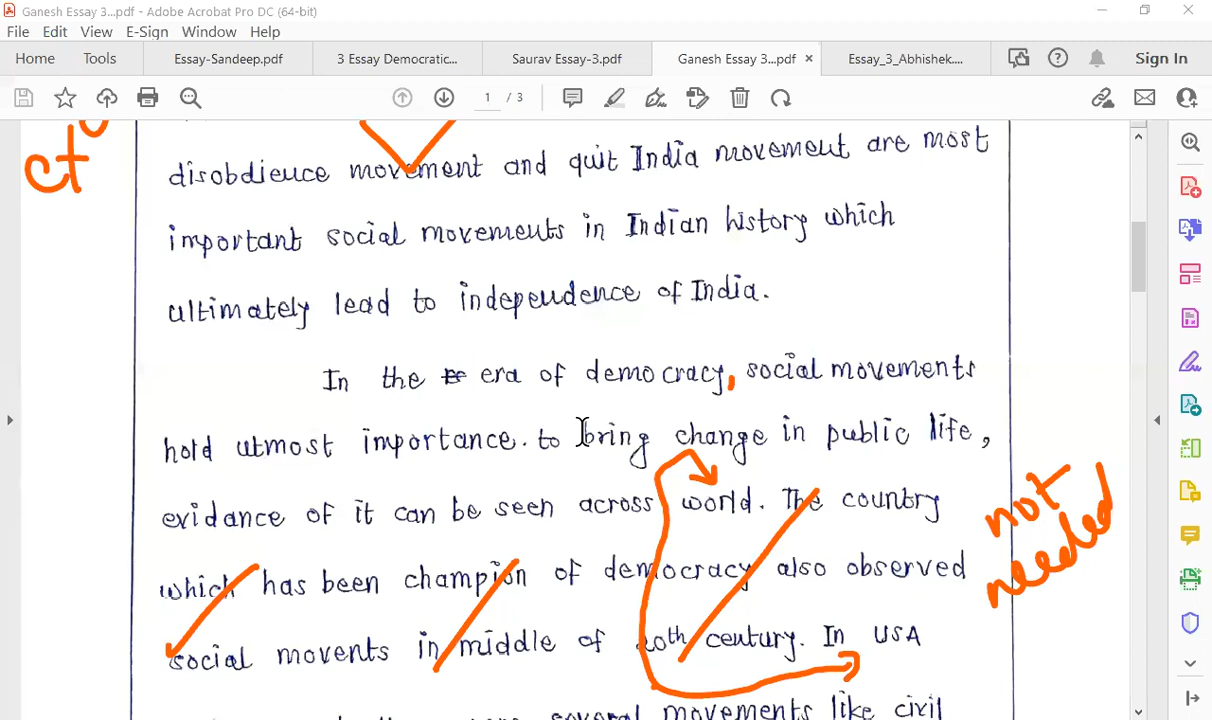 Ganesh Essay 3...pdf - Adobe Acrobat Pro DC (64-bit)
File Edit View E-Sign Window Help
Home Tools Essay-Sandeep.pdf 3 Essay Democratic... Saurav Essay-3.pdf Ganesh Essay 3...pdf × Essay_3_Abhishek.... Sign In
1 / 3
ct
disobdience movement and quit India movement are most
important social movements in Indian history which
ultimately lead to independence of India.
In the era of democracy, social movements
hold utmost importance. to bring change in public life,
evidance of it can be seen across world. The country
not needed
which has been champion of democracy also observed
social movents in middle of 20th century. In USA
several movements like civil